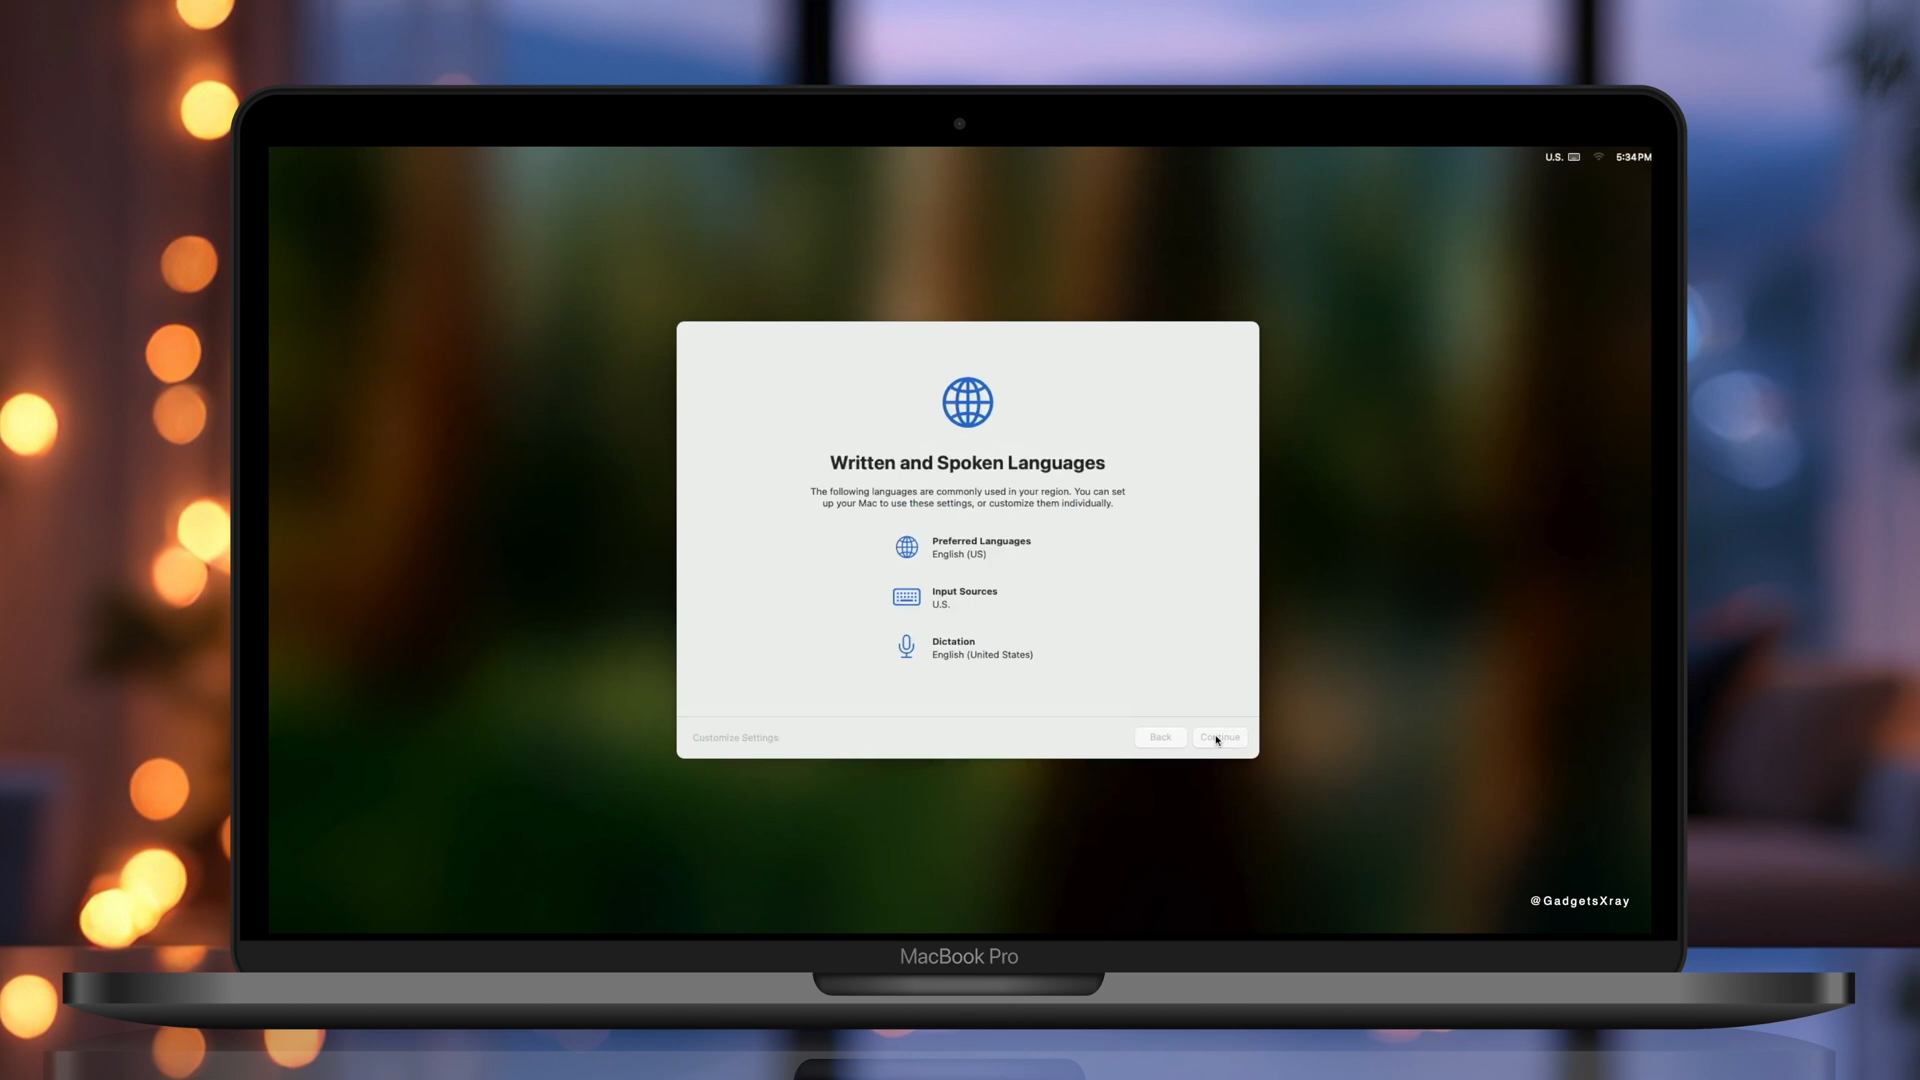 U.S. 5:34 PM
Written and Spoken Languages
The following languages are commonly used in your region. You can set
up your Mac to use these settings, or customize them individually.
Preferred Languages
English (US)
Input Sources
U.S.
Dictation
English (United States)
Customize Settings
Back Continue
@GadgetsXray
MacBook Pro